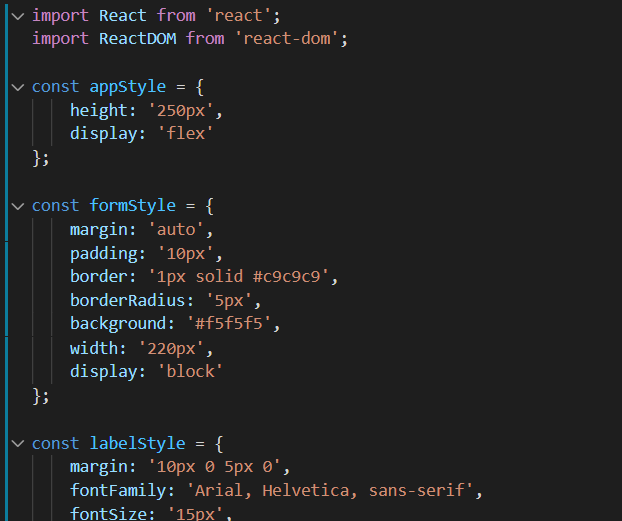 import React from 'react';
import ReactDOM from 'react-dom';
const appStyle = {
height: '250px',
display: 'flex'
};
const formStyle = {
margin: 'auto',
padding: '10px',
border: '1px solid #c9c9c9',
borderRadius: '5px',
background: '#f5f5f5',
width: '220px',
display: 'block'
};
const labelStyle = {
margin: '10px 0 5px 0',
fontFamily: 'Arial, Helvetica, sans-serif',
fontSize: '15px',